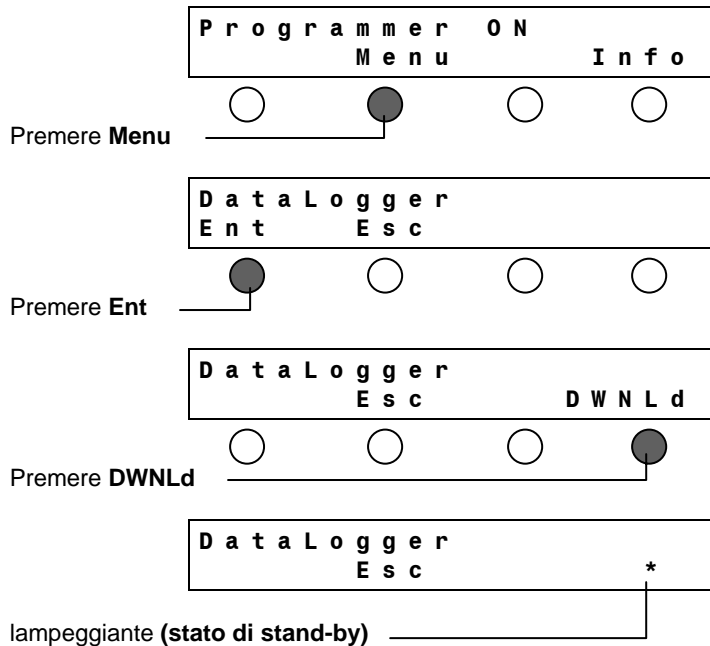 Programmer ON
Menu Info
Premere Menu
DataLogger
Ent Esc
Premere Ent
DataLogger
Esc DWNLd
Premere DWNLd
DataLogger
Esc *
lampeggiante (stato di stand-by)